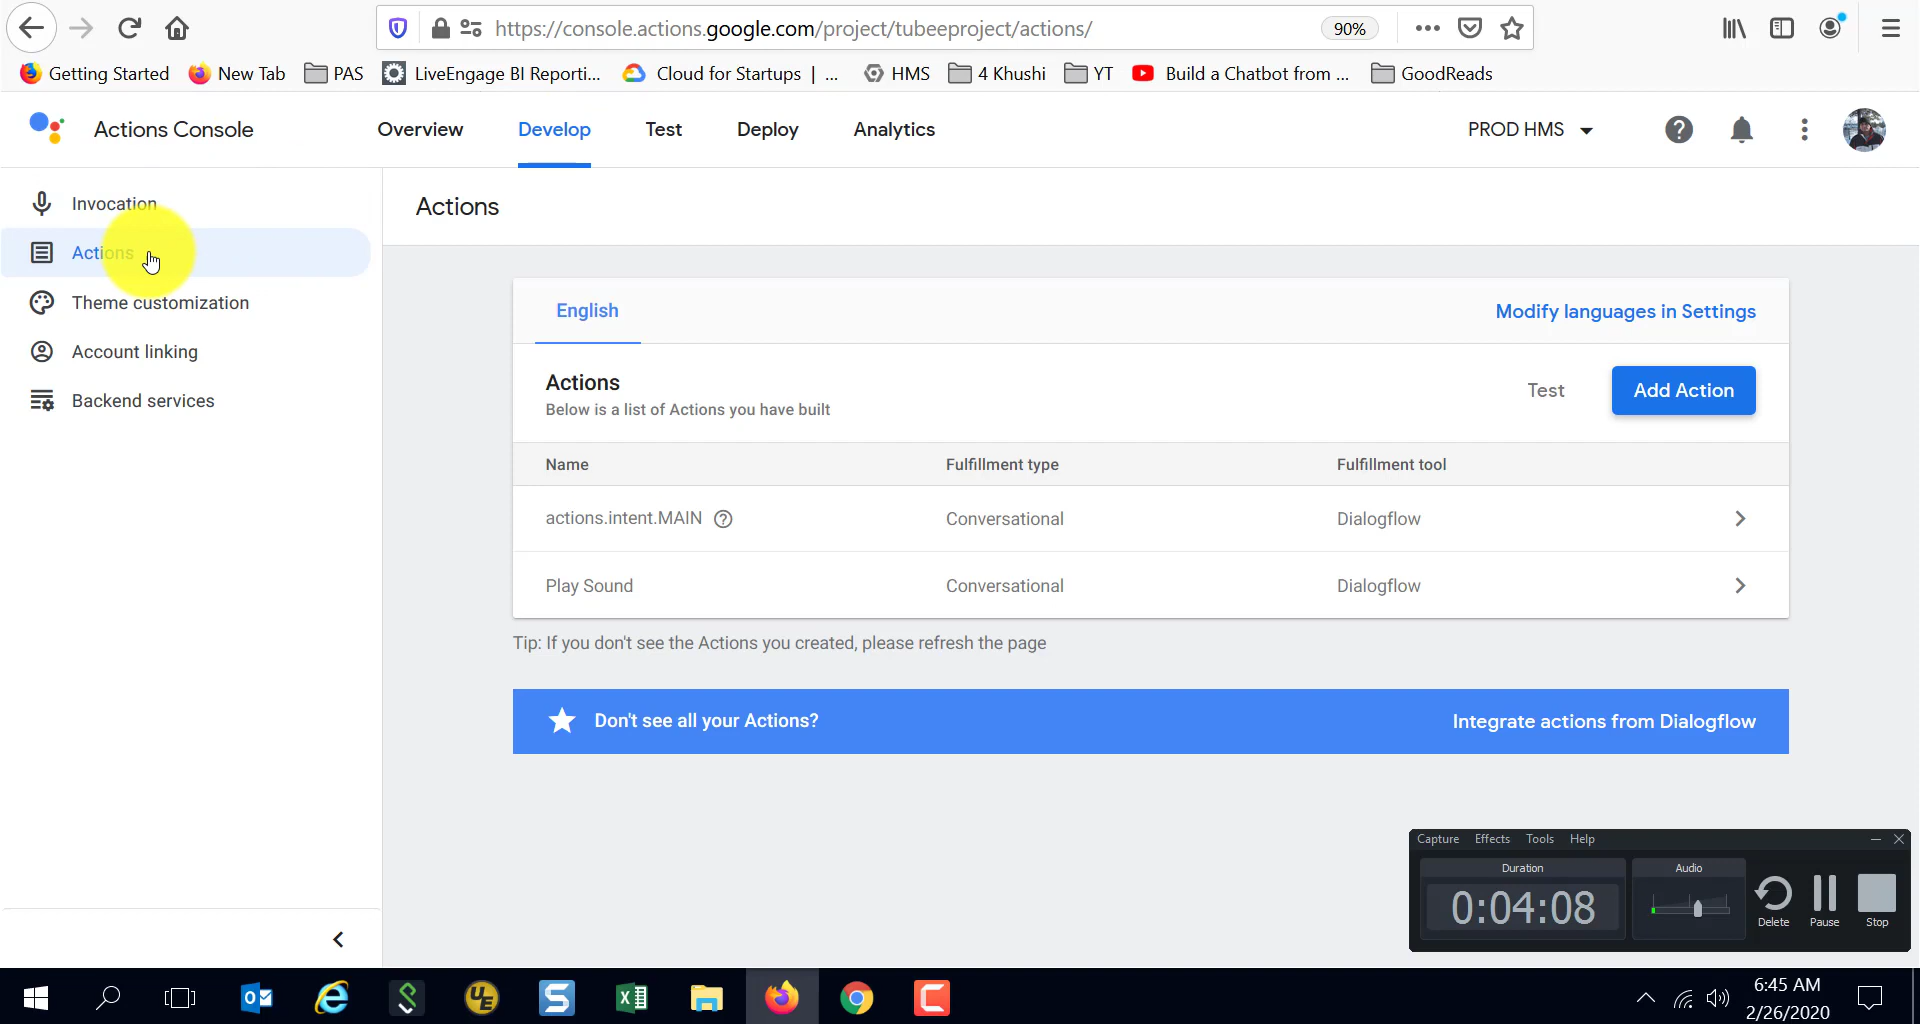 https://console.actions.google.com/project/tubeeproject/actions/
90%
Getting Started
New Tab
PAS
LiveEngage BI Reporti...
Cloud for Startups | ...
HMS
4 Khushi
YT
Build a Chatbot from ...
GoodReads
Actions Console
Overview
Develop
Test
Deploy
Analytics
PROD HMS
Invocation
Actions
Theme customization
Account linking
Backend services
Actions
English
Modify languages in Settings
Actions
Below is a list of Actions you have built
Test
Add Action
Name
Fulfillment type
Fulfillment tool
actions.intent.MAIN
Conversational
Dialogflow
Play Sound
Conversational
Dialogflow
Tip: If you don't see the Actions you created, please refresh the page
Don't see all your Actions?
Integrate actions from Dialogflow
Capture
Effects
Tools
Help
Duration
0:04:08
Audio
Delete
Pause
Stop
6:45 AM
2/26/2020